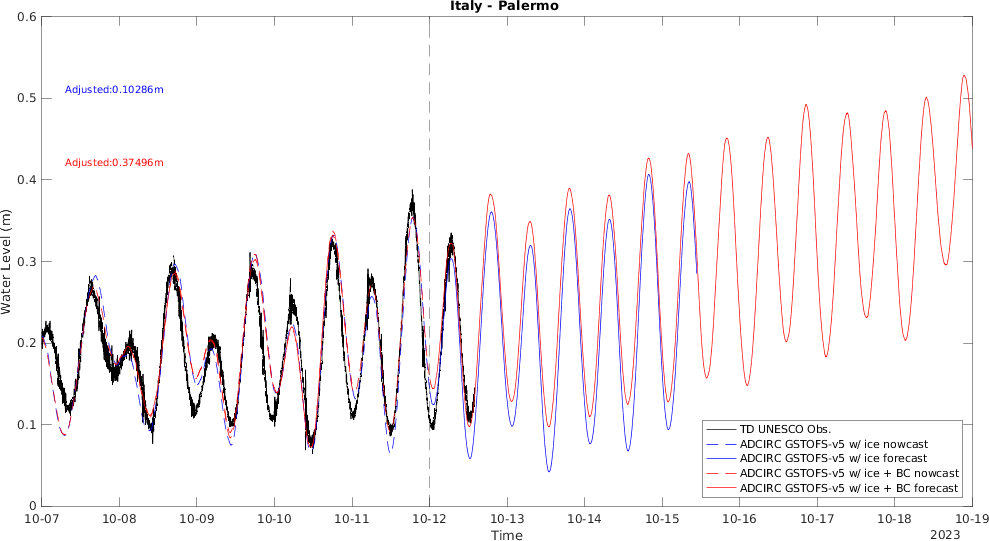 Italy - Palermo
0.6
0.5
0.4
0.3
0.2
0.1
0
Water Level (m)
Adjusted:0.10286m
Adjusted:0.37496m
TD UNESCO Obs.
ADCIRC GSTOFS-v5 w/ ice nowcast
ADCIRC GSTOFS-v5 w/ ice forecast
ADCIRC GSTOFS-v5 w/ ice + BC nowcast
ADCIRC GSTOFS-v5 w/ ice + BC forecast
10-07 10-08 10-09 10-10 10-11 10-12 10-13 10-14 10-15 10-16 10-17 10-18 10-19
Time
2023